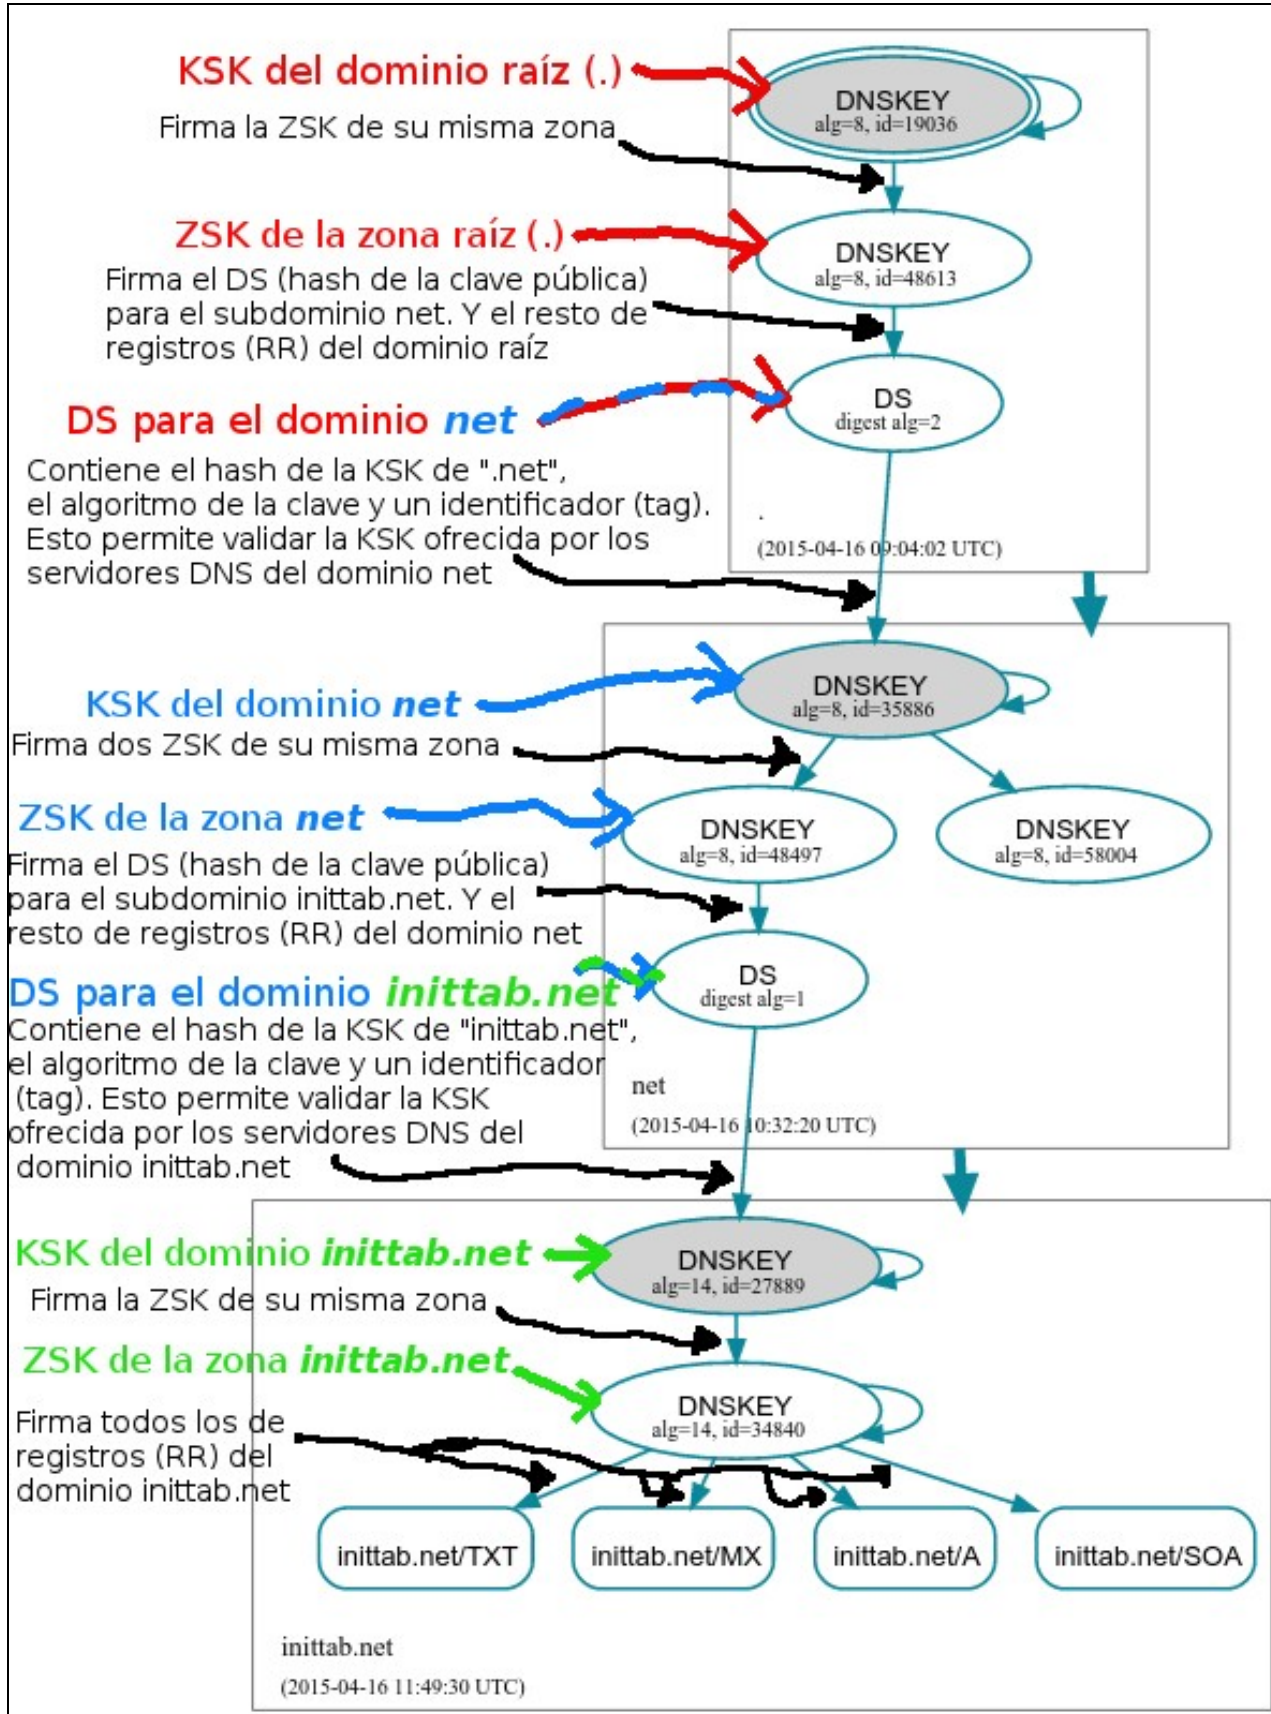 KSK del dominio raíz (.)
DNSKEY
alg=8, id=19036
Firma la ZSK de su misma zona
ZSK de la zona raíz (.)
DNSKEY
alg=8, id=48613
Firma el DS (hash de la clave pública)
para el subdominio net. Y el resto de
registros (RR) del dominio raíz
DS para el dominio net
DS
digest alg=2
Contiene el hash de la KSK de ".net",
el algoritmo de la clave y un identificador (tag).
Esto permite validar la KSK ofrecida por los
servidores DNS del dominio net
.
(2015-04-16 09:04:02 UTC)
KSK del dominio net
DNSKEY
alg=8, id=35886
Firma dos ZSK de su misma zona
ZSK de la zona net
DNSKEY
alg=8, id=48497
DNSKEY
alg=8, id=58004
Firma el DS (hash de la clave pública)
para el subdominio inittab.net. Y el
resto de registros (RR) del dominio net
DS para el dominio inittab.net
DS
digest alg=1
Contiene el hash de la KSK de "inittab.net",
el algoritmo de la clave y un identificador
(tag). Esto permite validar la KSK
ofrecida por los servidores DNS del
dominio inittab.net
net
(2015-04-16 10:32:20 UTC)
KSK del dominio inittab.net
DNSKEY
alg=14, id=27889
Firma la ZSK de su misma zona
ZSK de la zona inittab.net
DNSKEY
alg=14, id=34840
Firma todos los de
registros (RR) del
dominio inittab.net
inittab.net/TXT
inittab.net/MX
inittab.net/A
inittab.net/SOA
inittab.net
(2015-04-16 11:49:30 UTC)